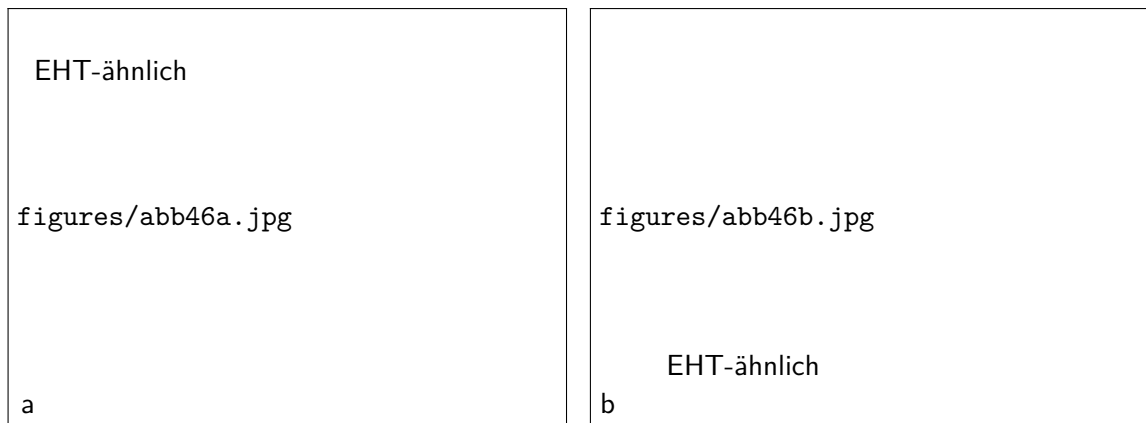 EHT-ähnlich
figures/abb46a.jpg
a
figures/abb46b.jpg
EHT-ähnlich
b